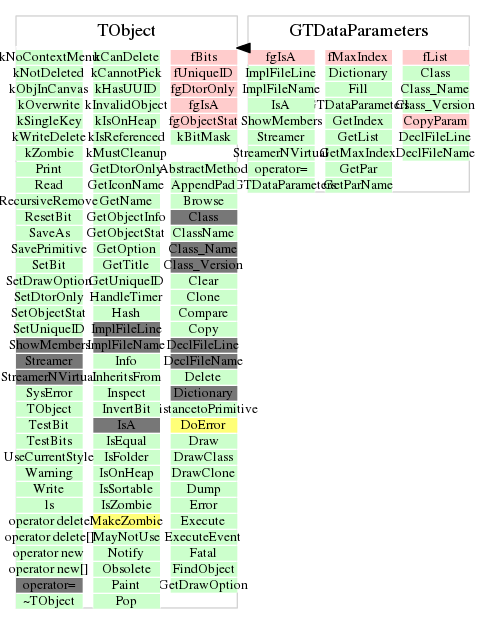 TObject
kNoContextMenu kCanDelete fBits
kNotDeleted kCannotPick fUniqueID
kObjInCanvas kHasUUID fgDtorOnly
kOverwrite kInvalidObject fgIsA
kSingleKey kIsOnHeap fgObjectStat
kWriteDelete kIsReferenced kBitMask
kZombie kMustCleanup
Print GetDtorOnly AbstractMethod
Read GetIconName AppendPad
RecursiveRemove GetName Browse
ResetBit GetObjectInfo Class
SaveAs GetObjectStat ClassName
SavePrimitive GetOption Class_Name
SetBit GetTitle Class_Version
SetDrawOption GetUniqueID Clear
SetDtorOnly HandleTimer Clone
SetObjectStat Hash Compare
SetUniqueID ImplFileLine Copy
ShowMembers ImplFileName DeclFileLine
Streamer Info DeclFileName
StreamerNVirtual InheritsFrom Delete
SysError Inspect Dictionary
TObject InvertBit istancetoPrimitive
TestBit IsA DoError
TestBits IsEqual Draw
UseCurrentStyle IsFolder DrawClass
Warning IsOnHeap DrawClone
Write IsSortable Dump
ls IsZombie Error
operator delete MakeZombie Execute
operator delete[] MayNotUse ExecuteEvent
operator new Notify Fatal
operator new[] Obsolete FindObject
operator= Paint GetDrawOption
~TObject Pop
GTDataParameters
fgIsA fMaxIndex fList
ImplFileLine Dictionary Class
ImplFileName Fill Class_Name
IsA GTDataParameters Class_Version
ShowMembers GetIndex CopyParam
Streamer GetList DeclFileLine
StreamerNVirtual GetMaxIndex DeclFileName
operator= GetPar
~GTDataParameters GetParName